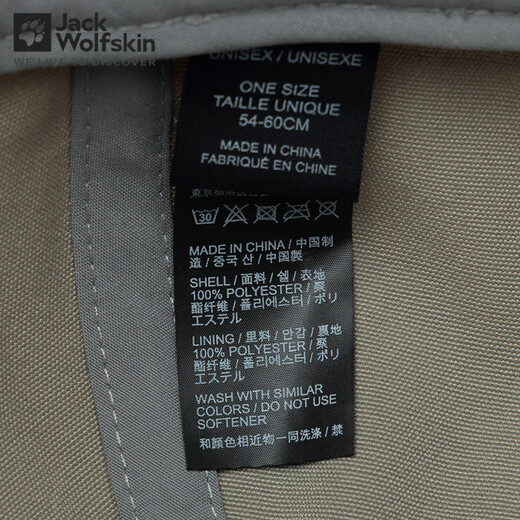 Jack
Wolfskin
WE LIVE TO DISCOVER
UNISEX / UNISEXE
ONE SIZE
TAILLE UNIQUE
54-60CM
MADE IN CHINA
FABRIQUÉ EN CHINE
30
MADE IN CHINA / 中国制
造 / 중국 산 / 中国製
SHELL / 面料 / 쉘 / 表地
100% POLYESTER / 聚
酯纤维 / 폴리에스터 / ポリ
エステル
LINING / 里料 / 안감 / 裏地
100% POLYESTER / 聚
酯纤维 / 폴리에스터 / ポリ
エステル
WASH WITH SIMILAR
COLORS / DO NOT USE
SOFTENER
和颜色相近物一同洗涤 / 禁